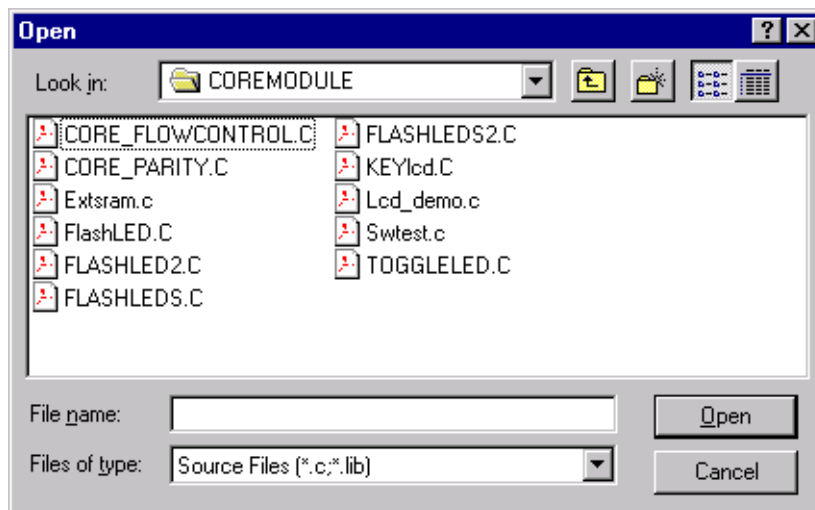 Open
Look in: COREMODULE
CORE_FLOWCONTROL.C
CORE_PARITY.C
Extsram.c
FlashLED.C
FLASHLED2.C
FLASHLEDS.C
FLASHLEDS2.C
KEYlcd.C
Lcd_demo.c
Swtest.c
TOGGLELED.C
File name: Open
Files of type: Source Files (*.c;*.lib) Cancel